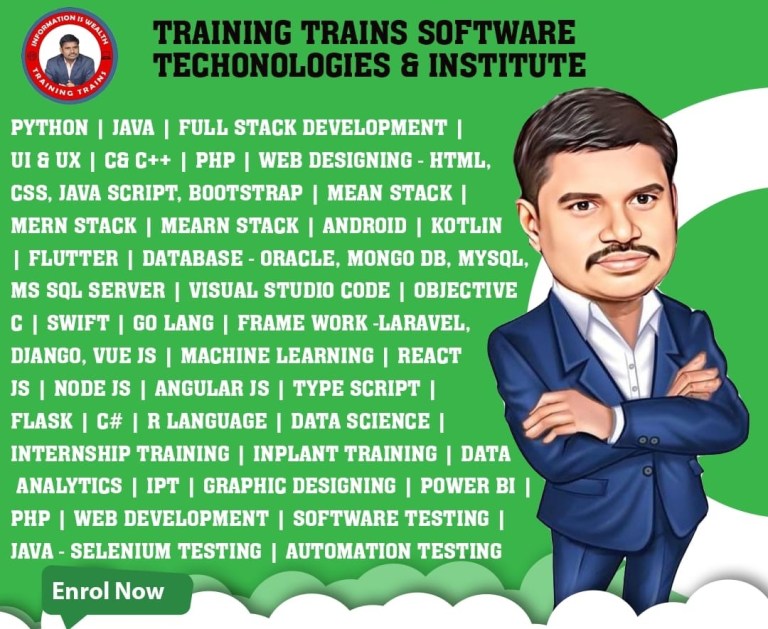 INFORMATION IS WEALTH
TRAINING TRAINS
TRAINING TRAINS SOFTWARE
TECHONOLOGIES & INSTITUTE
PYTHON | JAVA | FULL STACK DEVELOPMENT |
UI & UX | C& C++ | PHP | WEB DESIGNING - HTML,
CSS, JAVA SCRIPT, BOOTSTRAP | MEAN STACK |
MERN STACK | MEARN STACK | ANDROID | KOTLIN
| FLUTTER | DATABASE - ORACLE, MONGO DB, MYSQL,
MS SQL SERVER | VISUAL STUDIO CODE | OBJECTIVE
C | SWIFT | GO LANG | FRAME WORK -LARAVEL,
DJANGO, VUE JS | MACHINE LEARNING | REACT
JS | NODE JS | ANGULAR JS | TYPE SCRIPT |
FLASK | C# | R LANGUAGE | DATA SCIENCE |
INTERNSHIP TRAINING | INPLANT TRAINING | DATA
ANALYTICS | IPT | GRAPHIC DESIGNING | POWER BI |
PHP | WEB DEVELOPMENT | SOFTWARE TESTING |
JAVA - SELENIUM TESTING | AUTOMATION TESTING
Enrol Now